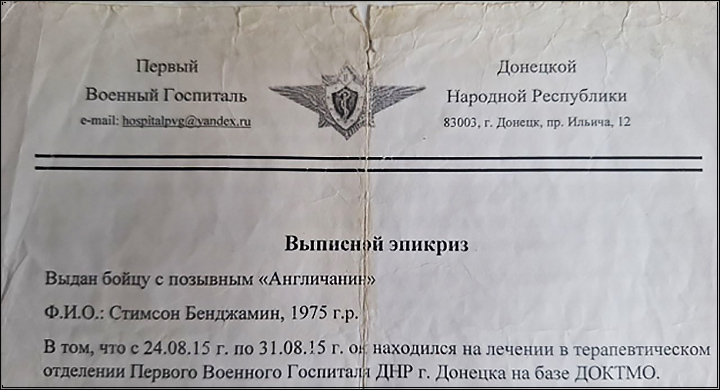 Первый
Военный Госпиталь
e-mail: hospitalpvg@yandex.ru
Донецкой
Народной Республики
83003, г. Донецк, пр. Ильича, 12
Выписной эпикриз
Выдан бойцу с позывным «Англичанин»
Ф.И.О.: Стимсон Бенджамин, 1975 г.р.
В том, что с 24.08.15 г. по 31.08.15 г. он находился на лечении в терапевтическом
отделении Первого Военного Госпиталя ДНР г. Донецка на базе ДОКТМО.